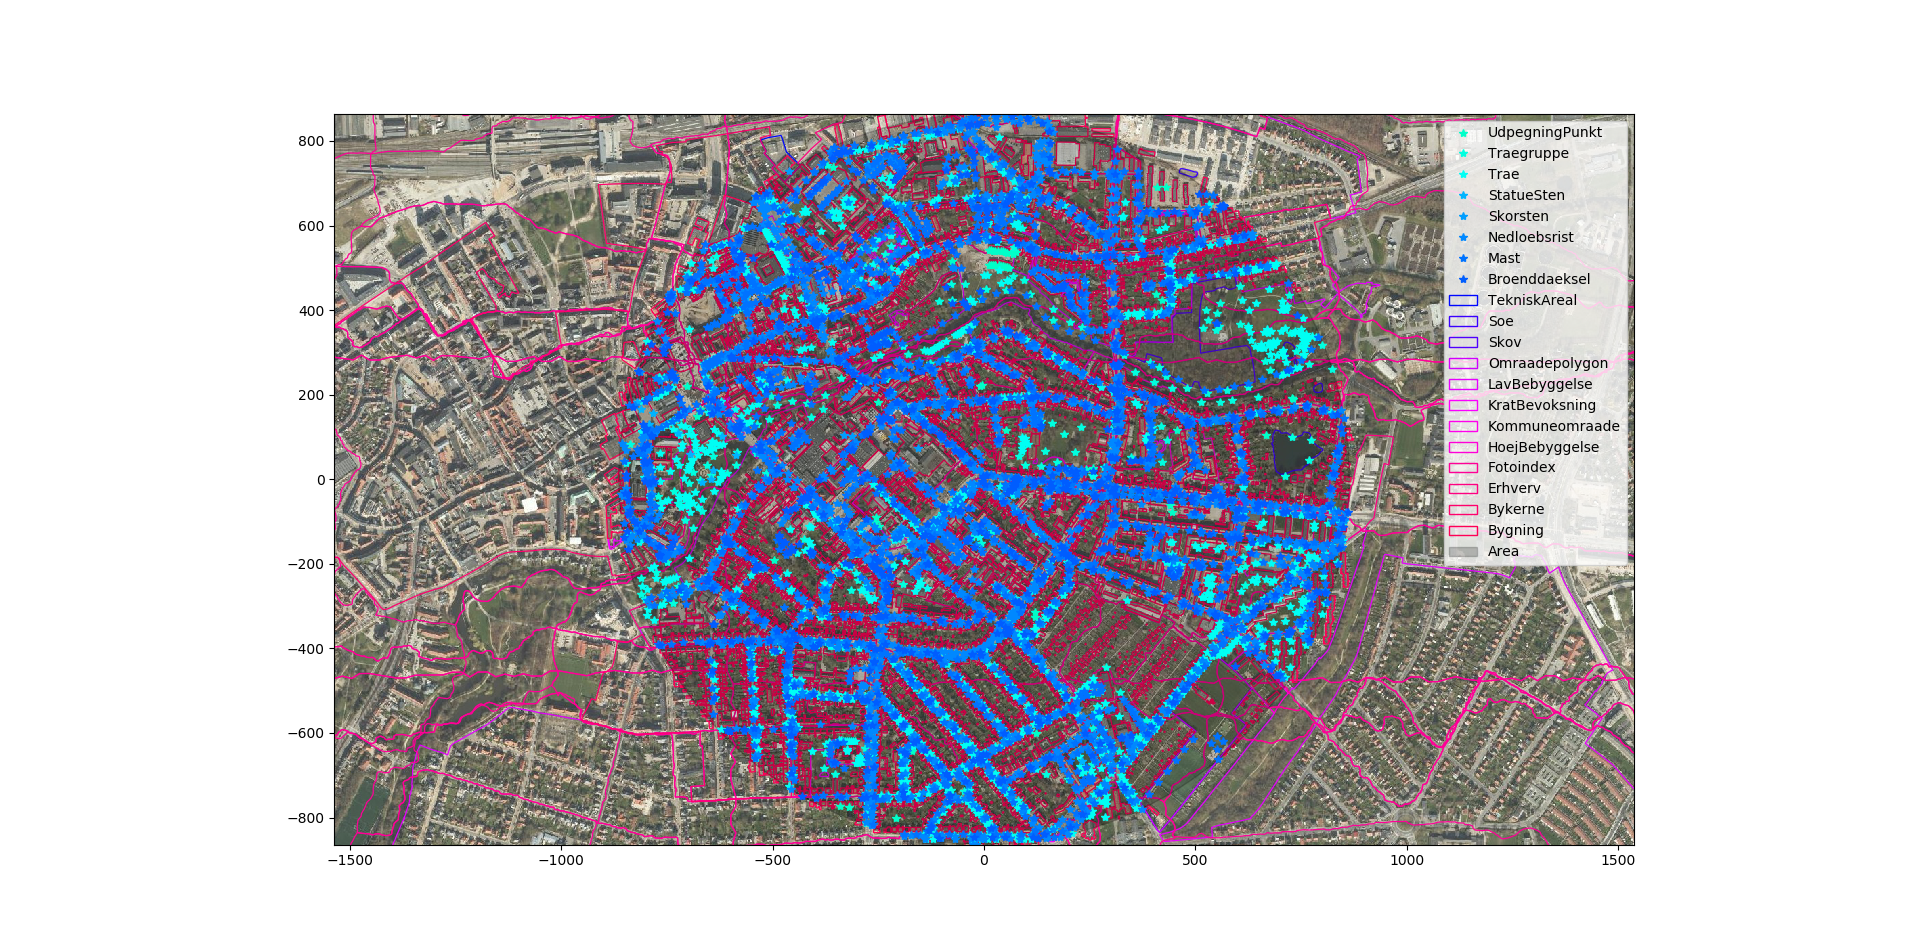 800
600
400
200
0
−200
−400
−600
−800
−1500
−1000
−500
0
500
1000
1500
UdpegningPunkt
Traegruppe
Trae
StatueSten
Skorsten
Nedloebsrist
Mast
Broenddaeksel
TekniskAreal
Soe
Skov
Omraadepolygon
LavBebyggelse
KratBevoksning
Kommuneomraade
HoejBebyggelse
Fotoindex
Erhverv
Bykerne
Bygning
Area